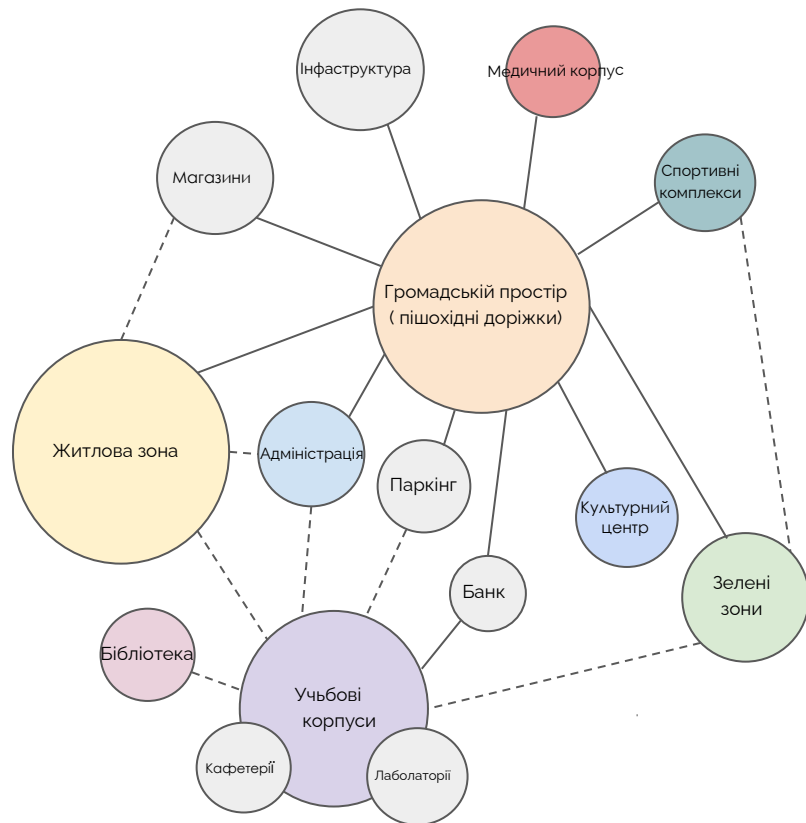 Інфаструктура
Медичний корпус
Магазини
Спортивні
комплекси
Громадській простір
( пішохідні доріжки)
Житлова зона
Адміністрація
Паркінг
Культурний
центр
Банк
Зелені
зони
Бібліотека
Учьбові
корпуси
Кафетерії
Лаболаторії